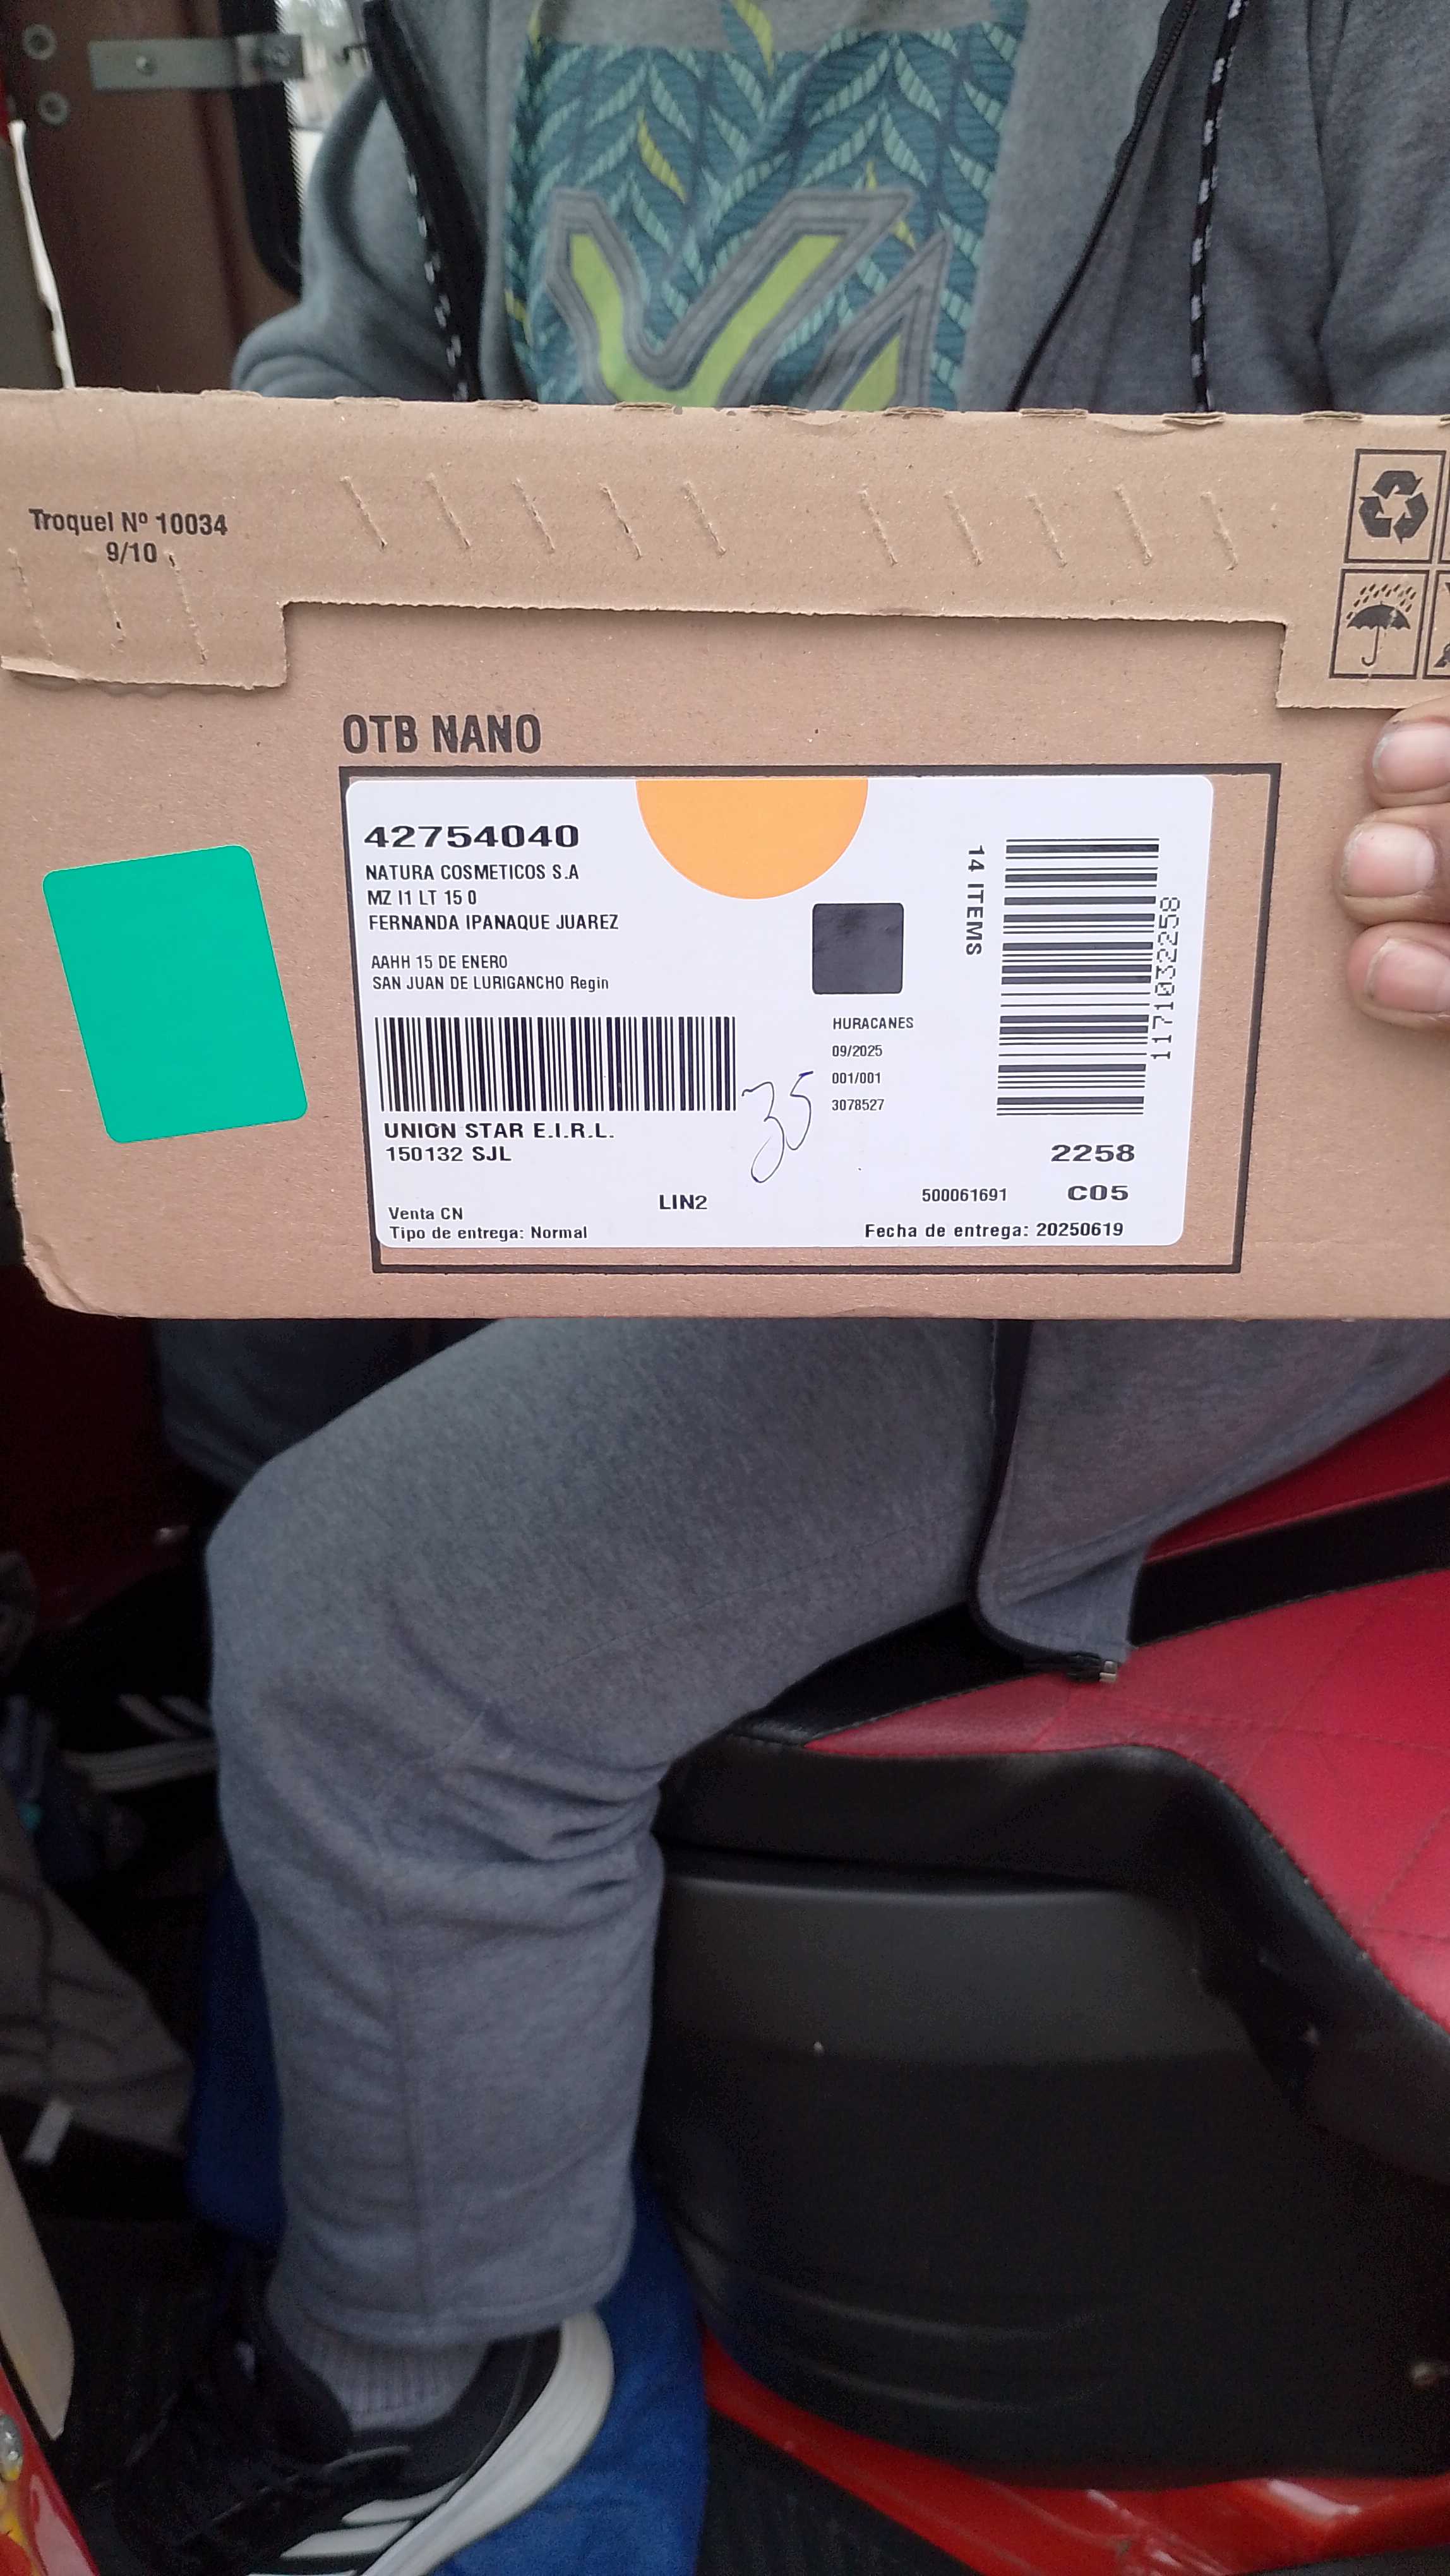 Troquel Nº 10034
9/10
OTB NANO
42754040
NATURA COSMETICOS S.A
MZ I1 LT 15 0
FERNANDA IPANAQUE JUAREZ
AAHH 15 DE ENERO
SAN JUAN DE LURIGANCHO Regin
14 ITEMS
1171032258
HURACANES
09/2025
001/001
3078527
35
UNION STAR E.I.R.L.
150132 SJL
2258
LIN2
500061691
C05
Venta CN
Tipo de entrega: Normal
Fecha de entrega: 20250619